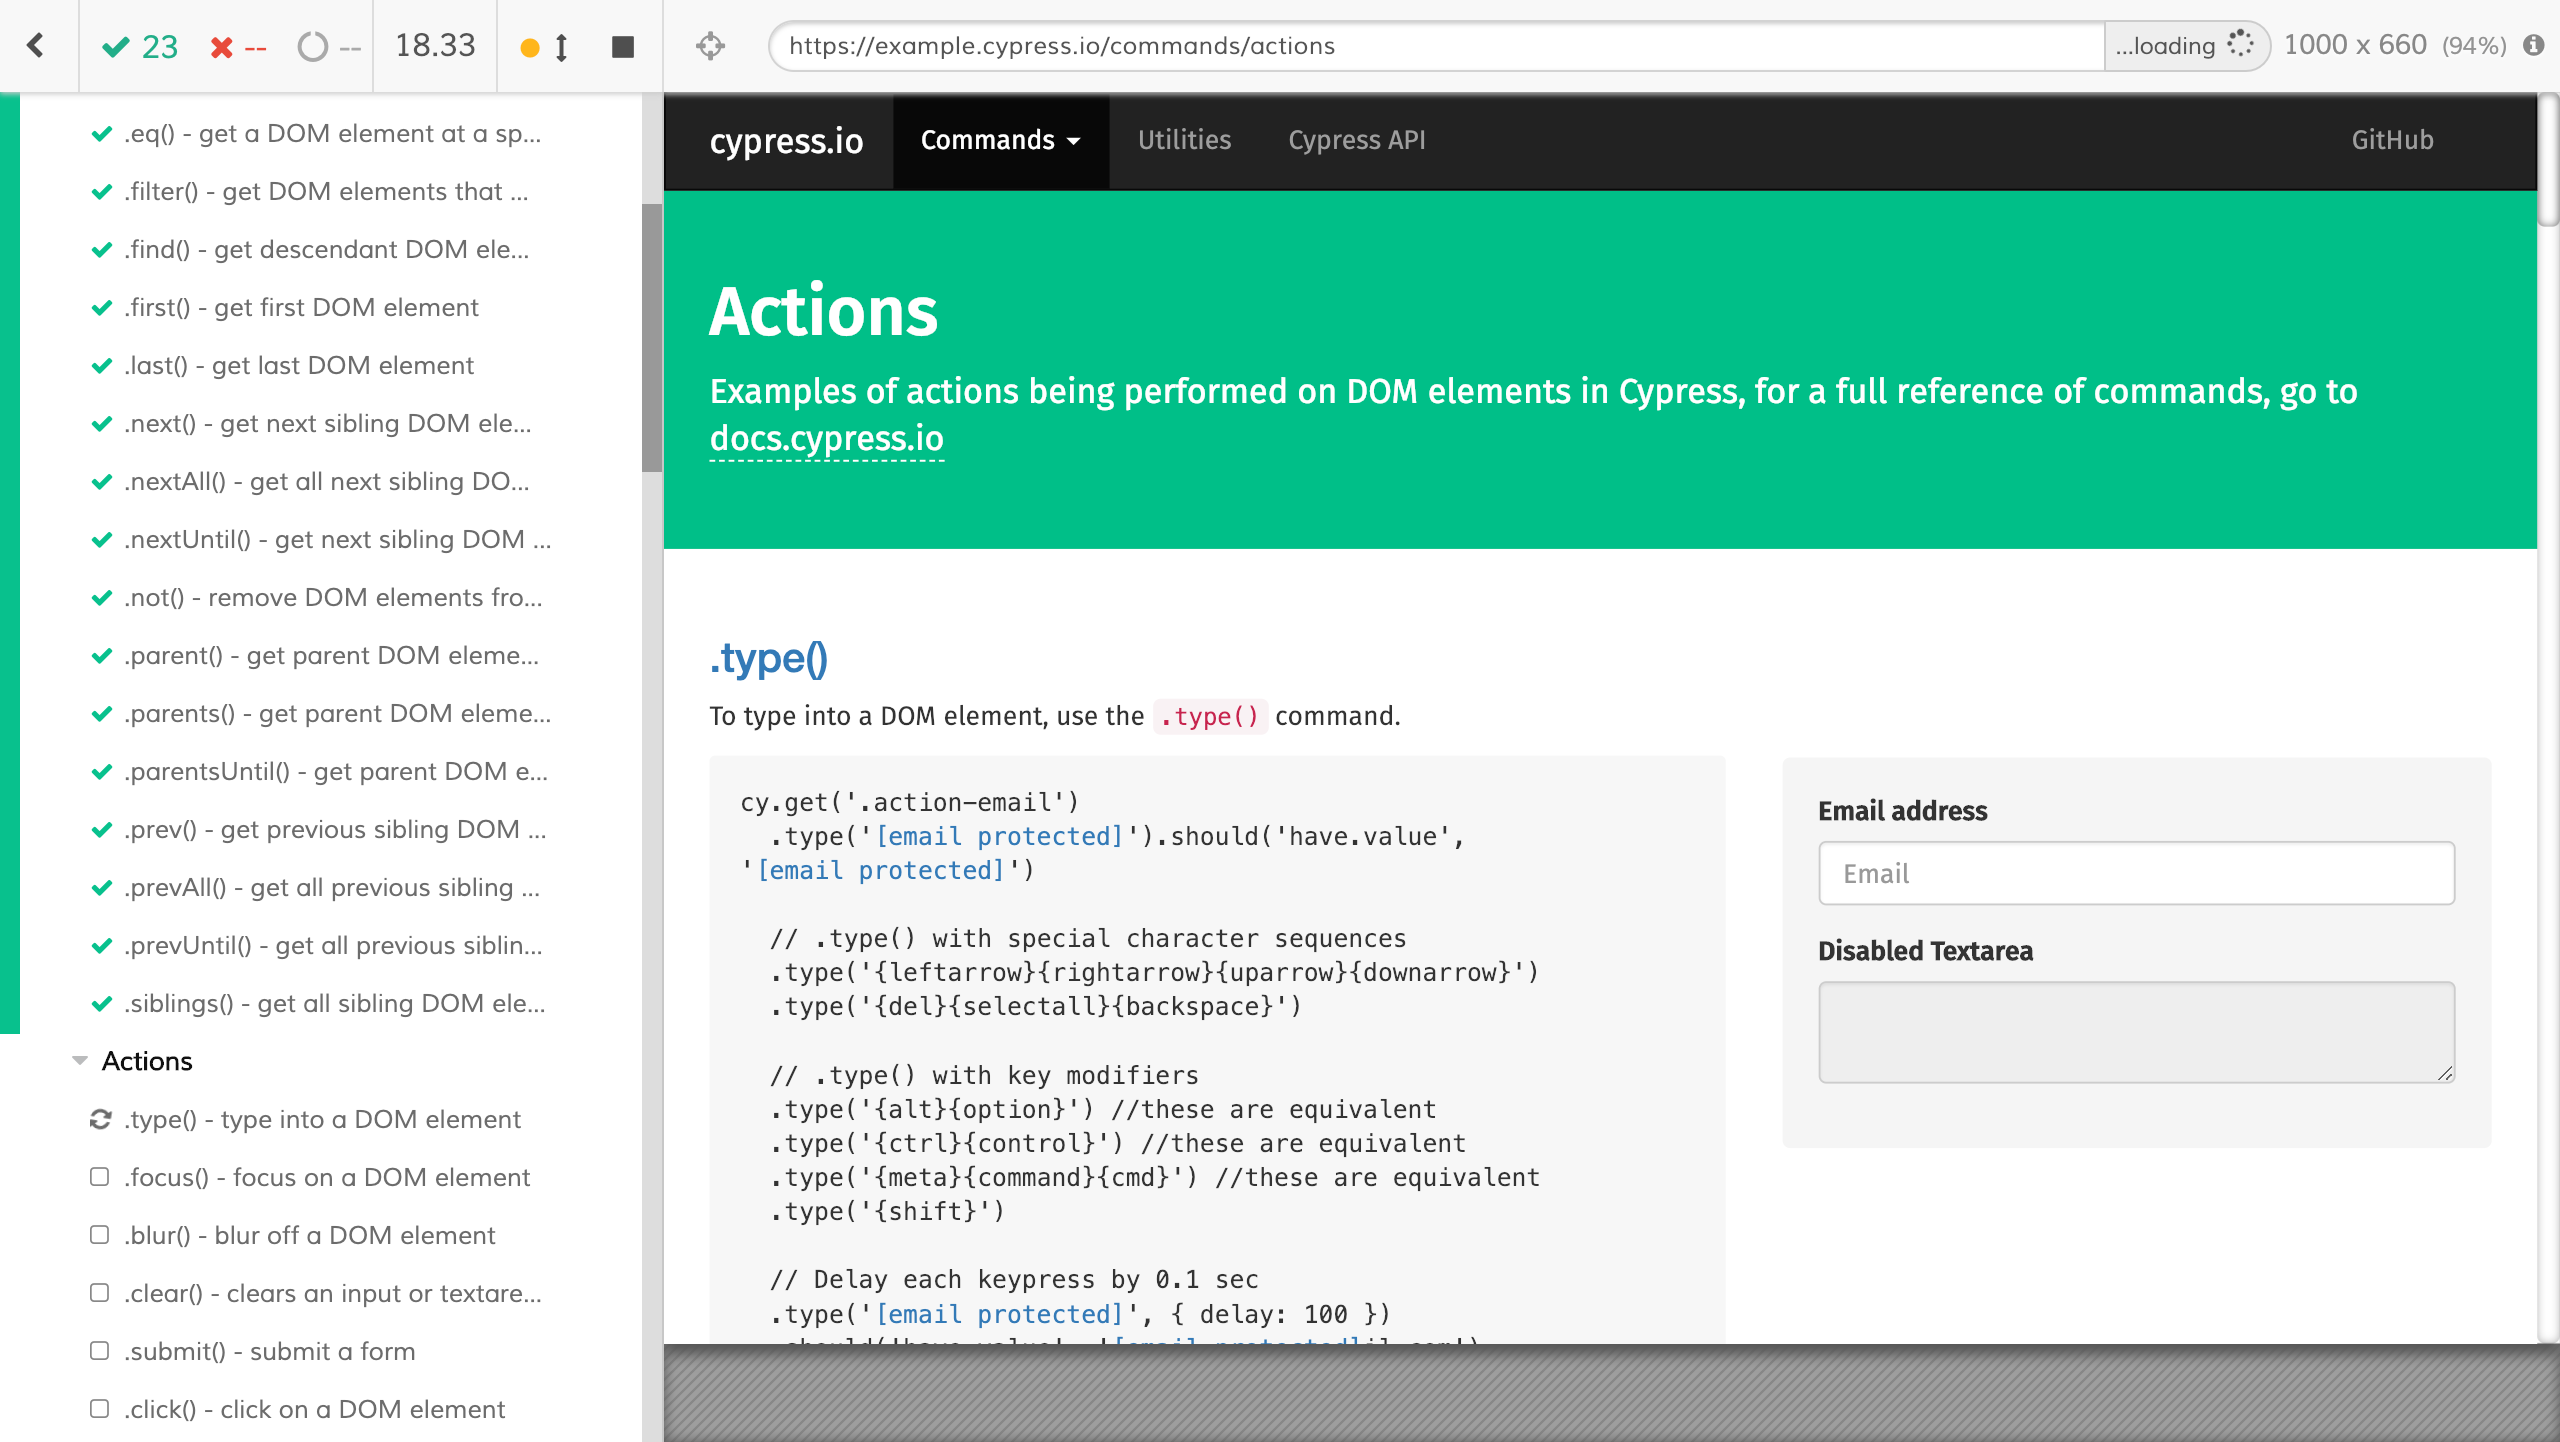 23 -- -- 18.33
https://example.cypress.io/commands/actions
...loading
1000 x 660 (94%)
.eq() - get a DOM element at a sp...
.filter() - get DOM elements that ...
.find() - get descendant DOM ele...
.first() - get first DOM element
.last() - get last DOM element
.next() - get next sibling DOM ele...
.nextAll() - get all next sibling DO...
.nextUntil() - get next sibling DOM ...
.not() - remove DOM elements fro...
.parent() - get parent DOM eleme...
.parents() - get parent DOM eleme...
.parentsUntil() - get parent DOM e...
.prev() - get previous sibling DOM ...
.prevAll() - get all previous sibling ...
.prevUntil() - get all previous siblin...
.siblings() - get all sibling DOM ele...
Actions
.type() - type into a DOM element
.focus() - focus on a DOM element
.blur() - blur off a DOM element
.clear() - clears an input or textare...
.submit() - submit a form
.click() - click on a DOM element
cypress.io Commands Utilities Cypress API GitHub
Actions
Examples of actions being performed on DOM elements in Cypress, for a full reference of commands, go to
docs.cypress.io
.type()
To type into a DOM element, use the .type() command.
cy.get('.action-email')
.type('[email protected]').should('have.value',
'[email protected]')
// .type() with special character sequences
.type('{leftarrow}{rightarrow}{uparrow}{downarrow}')
.type('{del}{selectall}{backspace}')
// .type() with key modifiers
.type('{alt}{option}') //these are equivalent
.type('{ctrl}{control}') //these are equivalent
.type('{meta}{command}{cmd}') //these are equivalent
.type('{shift}')
// Delay each keypress by 0.1 sec
.type('[email protected]', { delay: 100 })
Email address
Email
Disabled Textarea